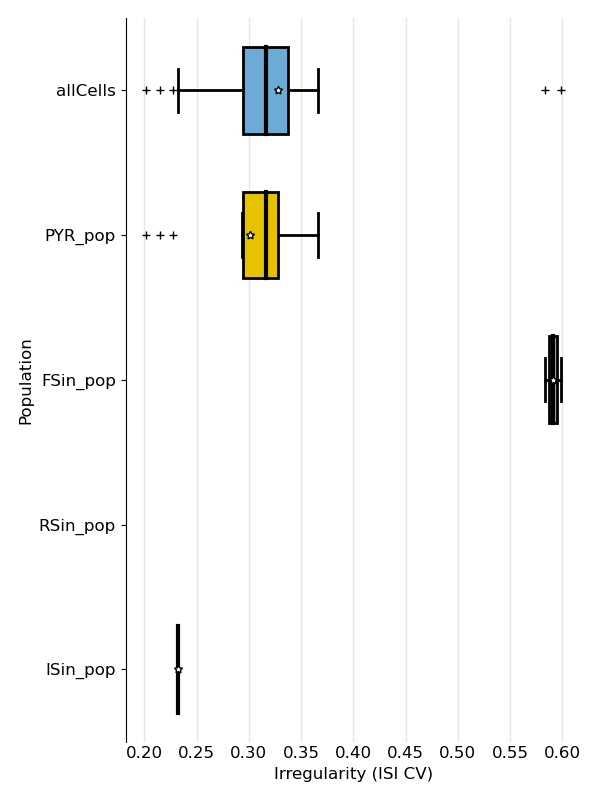 allCells
PYR_pop
FSin_pop
RSin_pop
ISin_pop
Population
0.20 0.25 0.30 0.35 0.40 0.45 0.50 0.55 0.60
Irregularity (ISI CV)